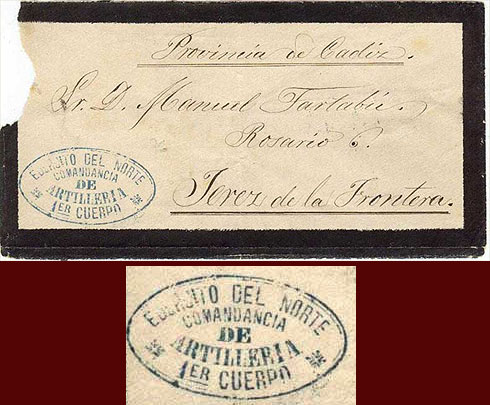 Provincia de Cadiz.
Sr. D. Manuel Tartabie.
Rosario 6.
Jerez de la Frontera.
EJERCITO DEL NORTE
COMANDANCIA
DE
ARTILLERIA
1ER CUERPO
EJERCITO DEL NORTE
COMANDANCIA
DE
ARTILLERIA
1ER CUERPO